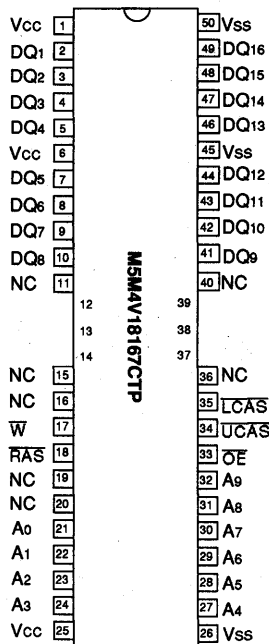 Vcc 1 50 Vss
DQ1 2 49 DQ16
DQ2 3 48 DQ15
DQ3 4 47 DQ14
DQ4 5 46 DQ13
Vcc 6 45 Vss
DQ5 7 44 DQ12
DQ6 8 43 DQ11
DQ7 9 42 DQ10
DQ8 10 41 DQ9
NC 11 40 NC
12 39
13 38
14 37
M5M4V18167CTP
NC 15 36 NC
NC 16 35 L̅C̅A̅S̅
W̅ 17 34 U̅C̅A̅S̅
R̅A̅S̅ 18 33 O̅E̅
NC 19 32 A9
NC 20 31 A8
A0 21 30 A7
A1 22 29 A6
A2 23 28 A5
A3 24 27 A4
Vcc 25 26 Vss